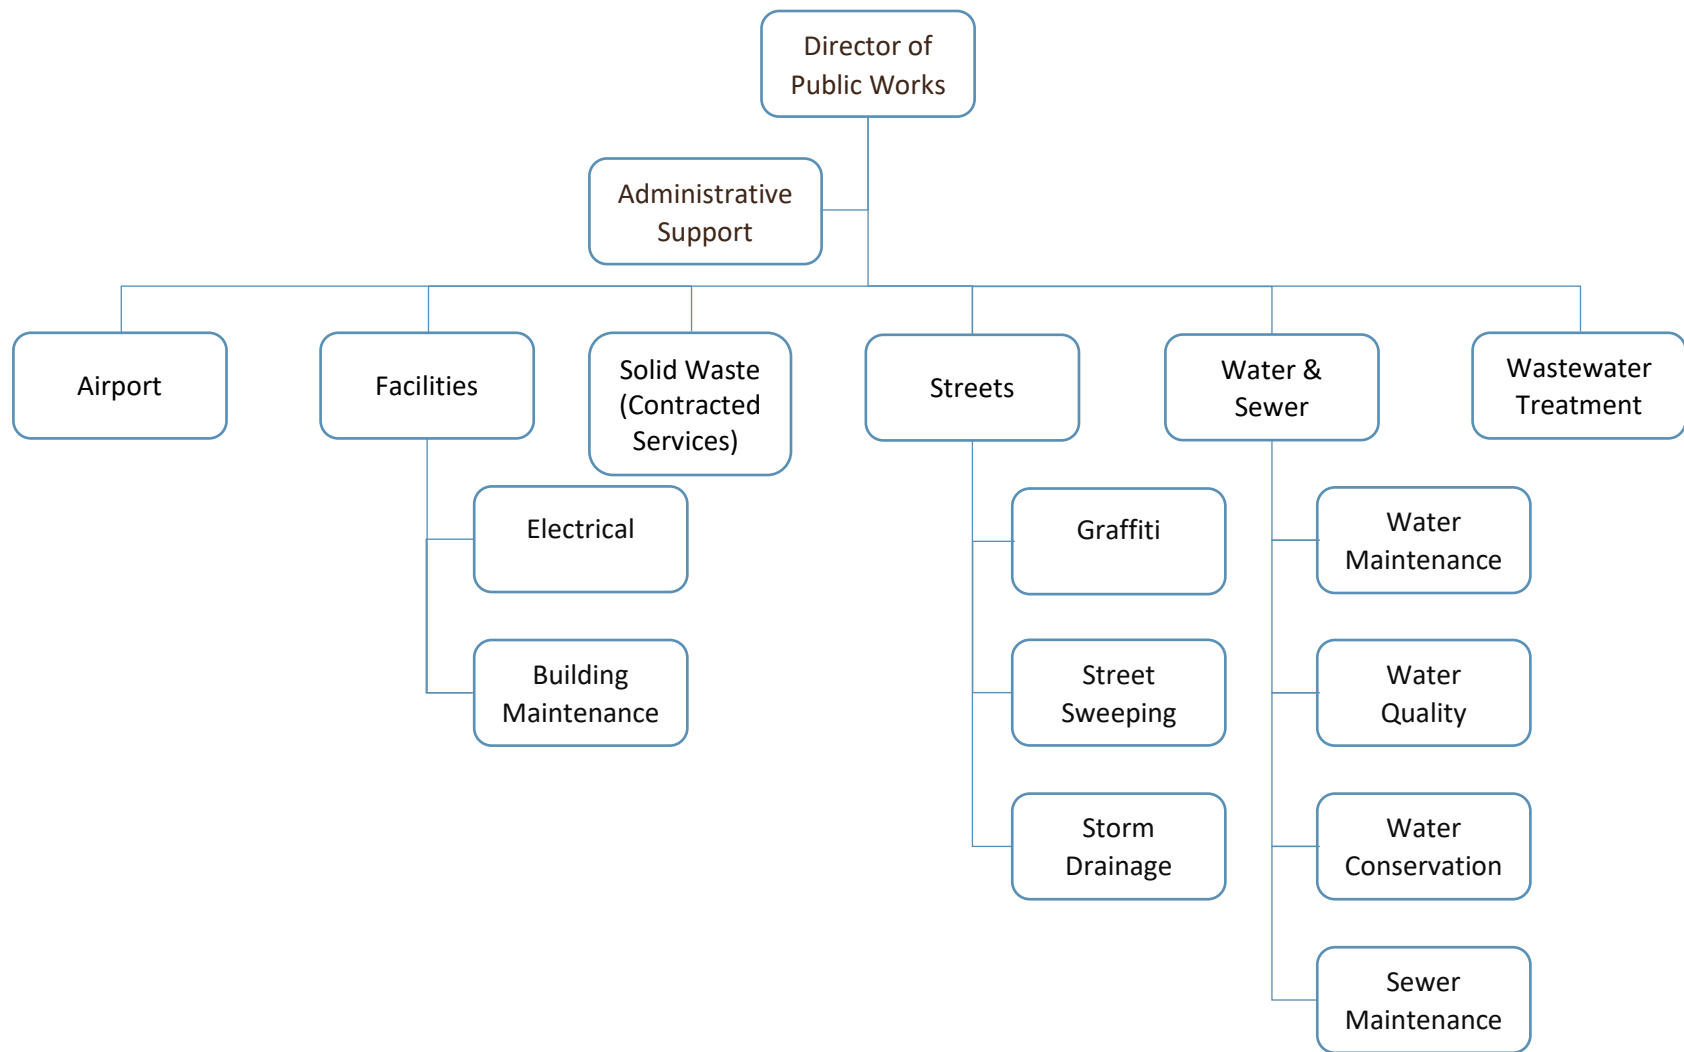 Director of
Public Works
Administrative
Support
Airport
Facilities
Solid Waste
(Contracted
Services)
Streets
Water &
Sewer
Wastewater
Treatment
Electrical
Building
Maintenance
Graffiti
Street
Sweeping
Storm
Drainage
Water
Maintenance
Water
Quality
Water
Conservation
Sewer
Maintenance